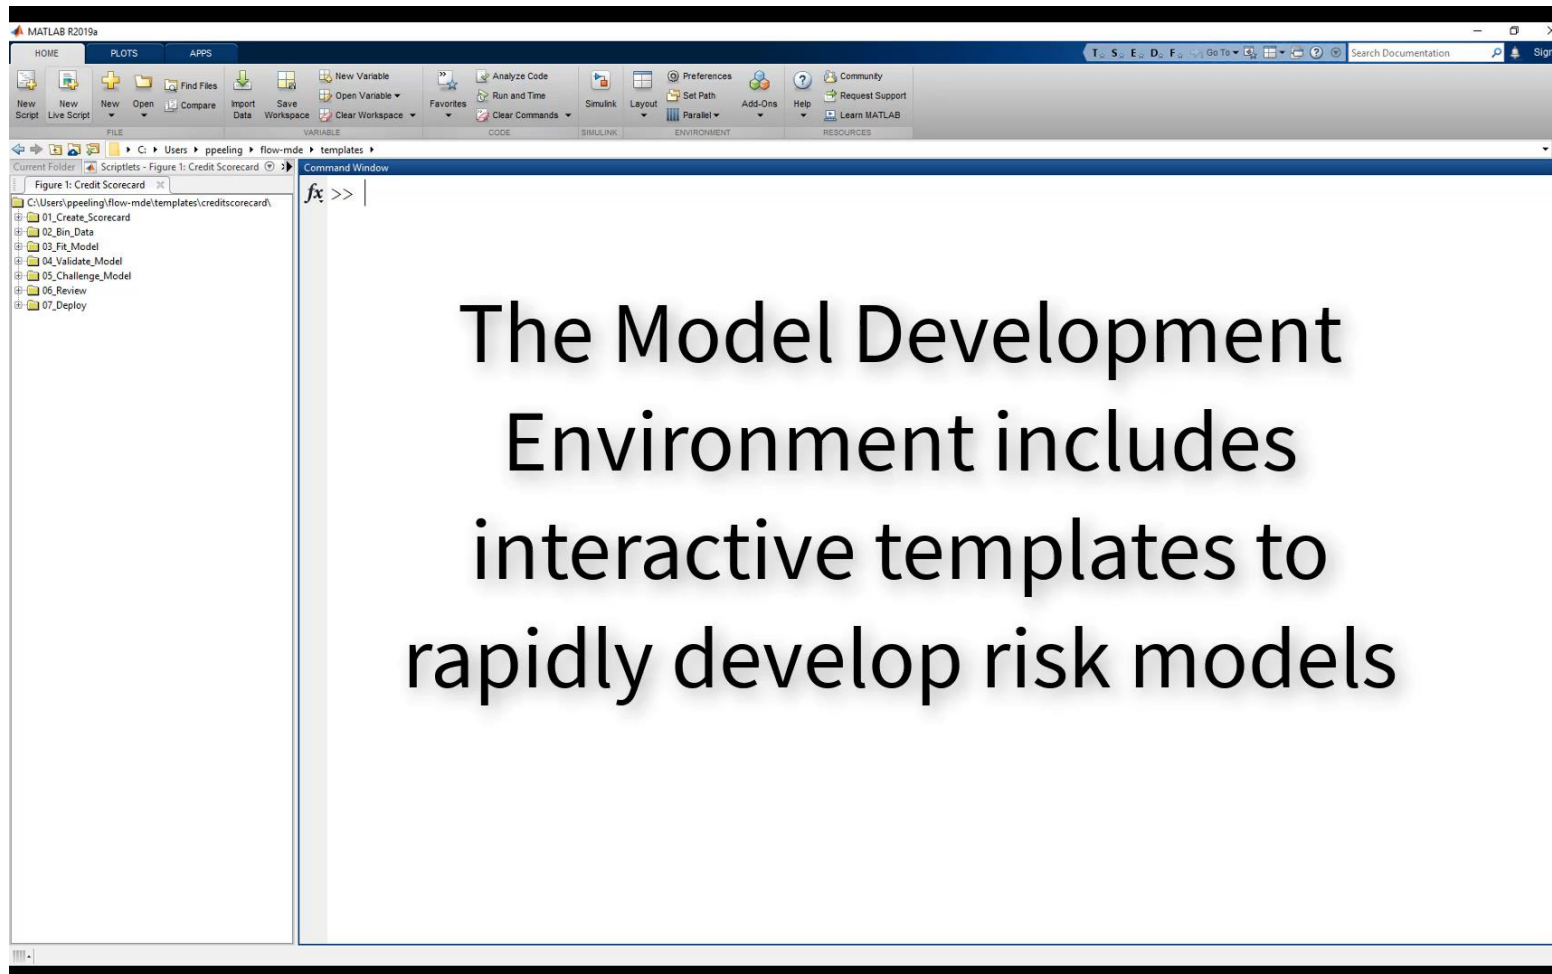 MATLAB R2019a
HOME PLOTS APPS
Go To Search Documentation Sign
New Script
New Live Script
New
Open
Find Files
Compare
Import Data
Save Workspace
New Variable
Open Variable
Clear Workspace
Favorites
Analyze Code
Run and Time
Clear Commands
Simulink
Layout
Preferences
Set Path
Parallel
Add-Ons
Help
Community
Request Support
Learn MATLAB
FILE VARIABLE CODE SIMULINK ENVIRONMENT RESOURCES
C: Users ppeeling flow-mde templates
Current Folder Scriptlets - Figure 1: Credit Scorecard
Command Window
Figure 1: Credit Scorecard
fx >>
C:\Users\ppeeling\flow-mde\templates\creditscorecard\
01_Create_Scorecard
02_Bin_Data
03_Fit_Model
04_Validate_Model
05_Challenge_Model
06_Review
07_Deploy
The Model Development
Environment includes
interactive templates to
rapidly develop risk models